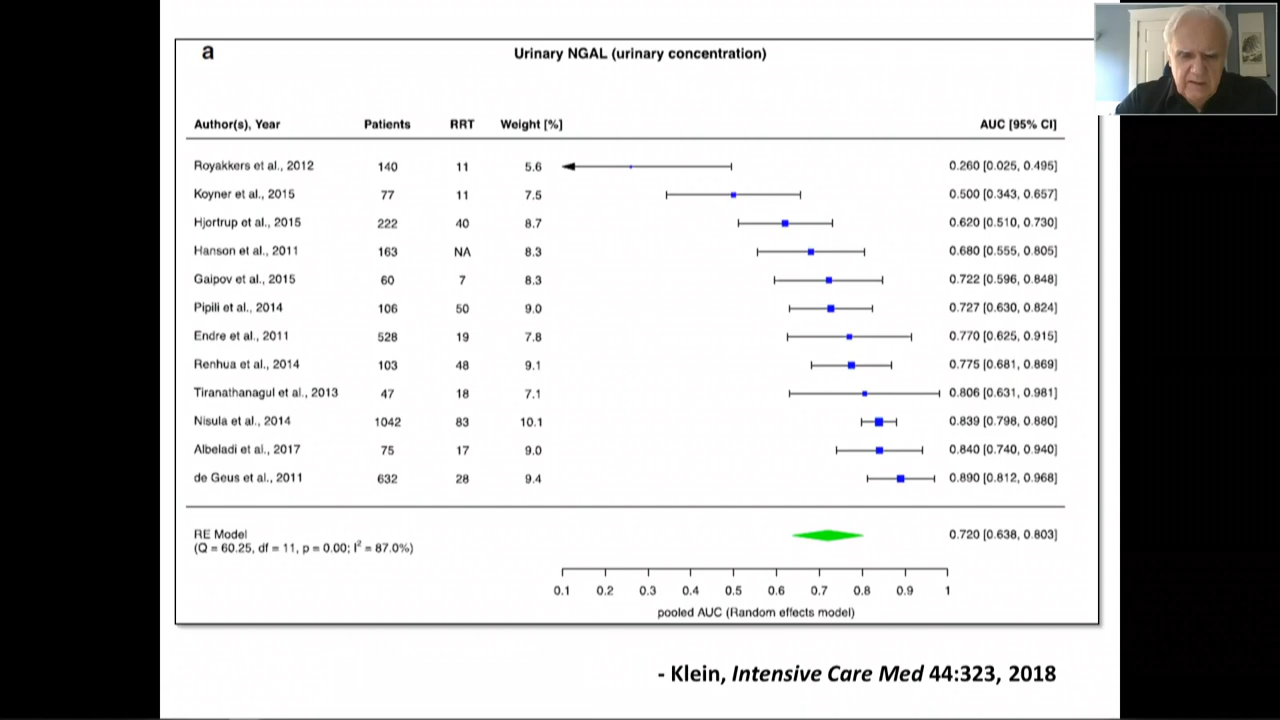 a
Urinary NGAL (urinary concentration)
Author(s), Year Patients RRT Weight [%] AUC [95% CI]
Royakkers et al., 2012 140 11 5.6 0.260 [0.025, 0.495]
Koyner et al., 2015 77 11 7.5 0.500 [0.343, 0.657]
Hjortrup et al., 2015 222 40 8.7 0.620 [0.510, 0.730]
Hanson et al., 2011 163 NA 8.3 0.680 [0.555, 0.805]
Gaipov et al., 2015 60 7 8.3 0.722 [0.596, 0.848]
Pipili et al., 2014 106 50 9.0 0.727 [0.630, 0.824]
Endre et al., 2011 528 19 7.8 0.770 [0.625, 0.915]
Renhua et al., 2014 103 48 9.1 0.775 [0.681, 0.869]
Tiranathanagul et al., 2013 47 18 7.1 0.806 [0.631, 0.981]
Nisula et al., 2014 1042 83 10.1 0.839 [0.798, 0.880]
Albeladi et al., 2017 75 17 9.0 0.840 [0.740, 0.940]
de Geus et al., 2011 632 28 9.4 0.890 [0.812, 0.968]
RE Model 0.720 [0.638, 0.803]
(Q = 60.25, df = 11, p = 0.00; I² = 87.0%)
0.1 0.2 0.3 0.4 0.5 0.6 0.7 0.8 0.9 1
pooled AUC (Random effects model)
- Klein, Intensive Care Med 44:323, 2018